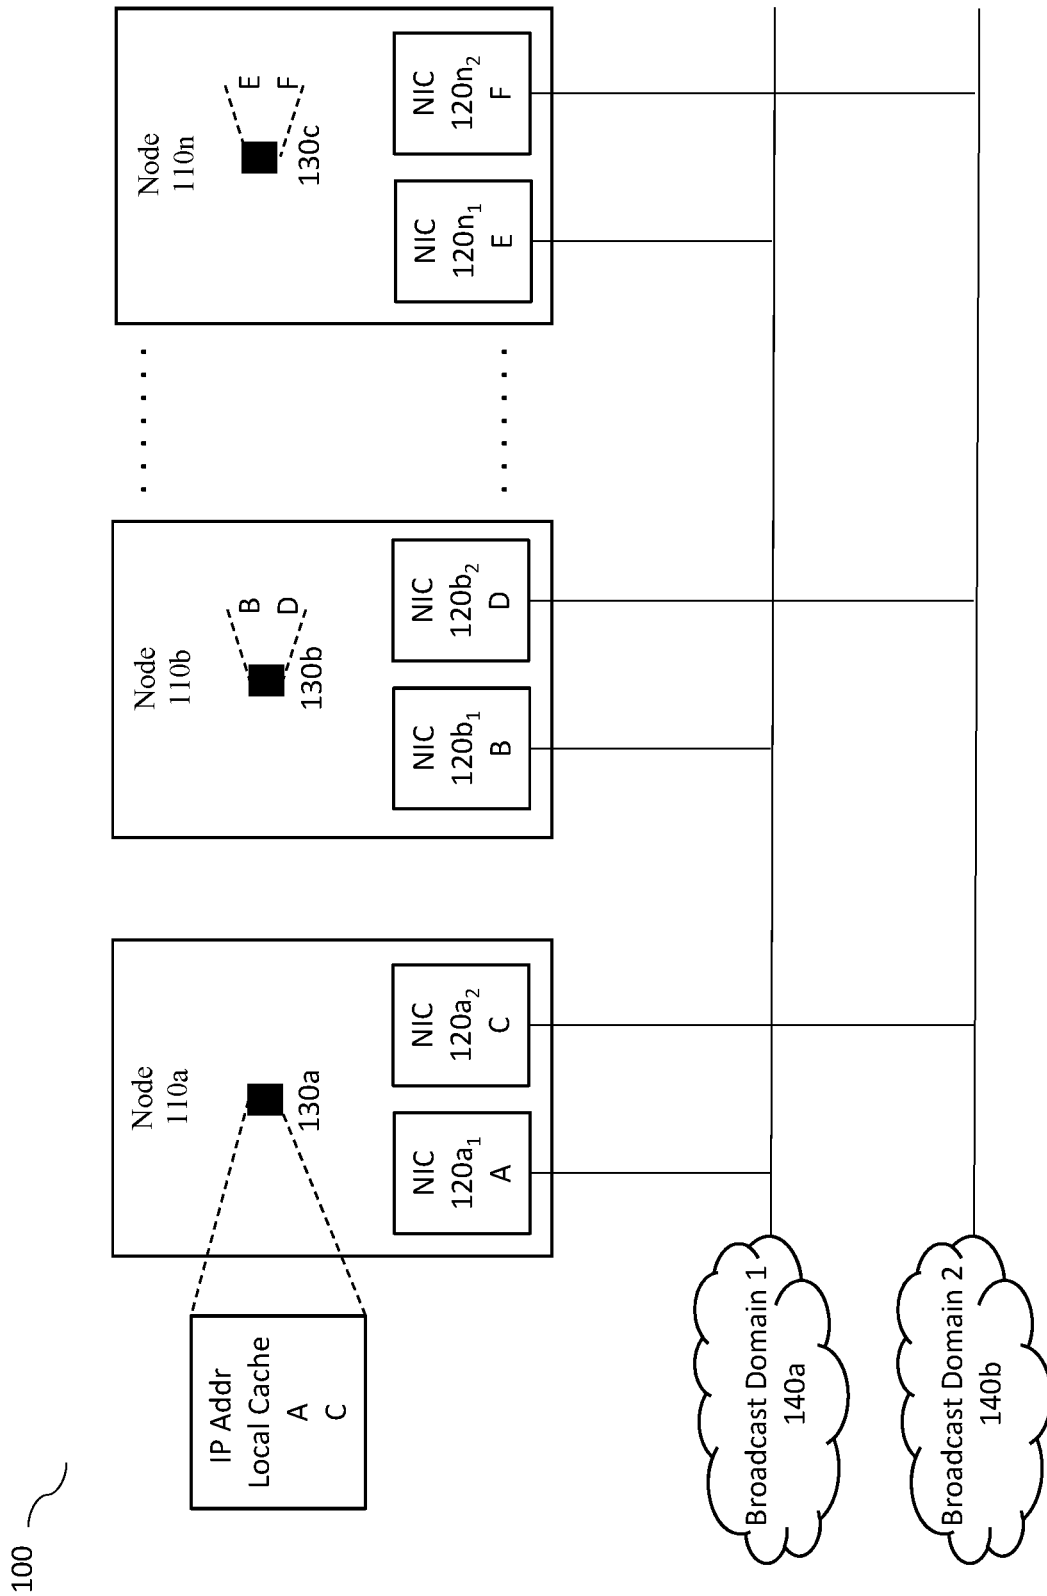 100
IP Addr
Local Cache
A
C
Node
110a
130a
NIC
120a₁
A
NIC
120a₂
C
Node
110b
B
D
130b
NIC
120b₁
B
NIC
120b₂
D
Node
110n
E
F
130c
NIC
120n₁
E
NIC
120n₂
F
Broadcast Domain 1
140a
Broadcast Domain 2
140b